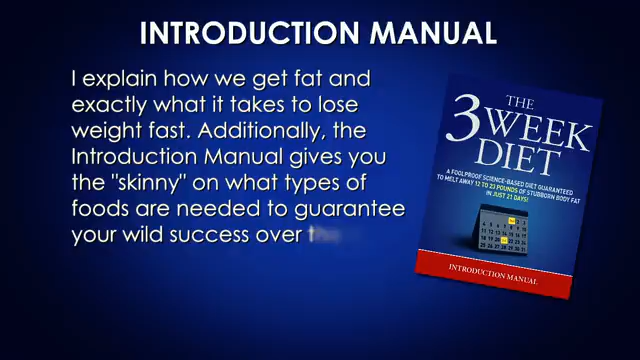 INTRODUCTION MANUAL
I explain how we get fat and
exactly what it takes to lose
weight fast. Additionally, the
Introduction Manual gives you
the "skinny" on what types of
foods are needed to guarantee
your wild success over the
THE
3 WEEK
DIET
A FOOLPROOF SCIENCE-BASED DIET GUARANTEED
TO MELT AWAY 12 TO 23 POUNDS OF STUBBORN BODY FAT
IN JUST 21 DAYS!
INTRODUCTION MANUAL